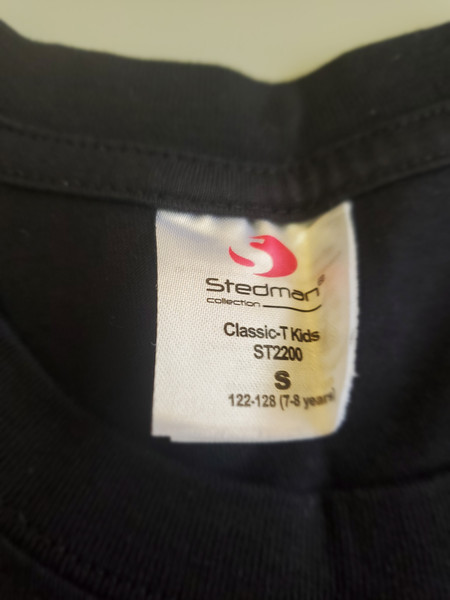 Stedman®
collection
Classic-T Kids
ST2200
S
122-128 (7-8 years)